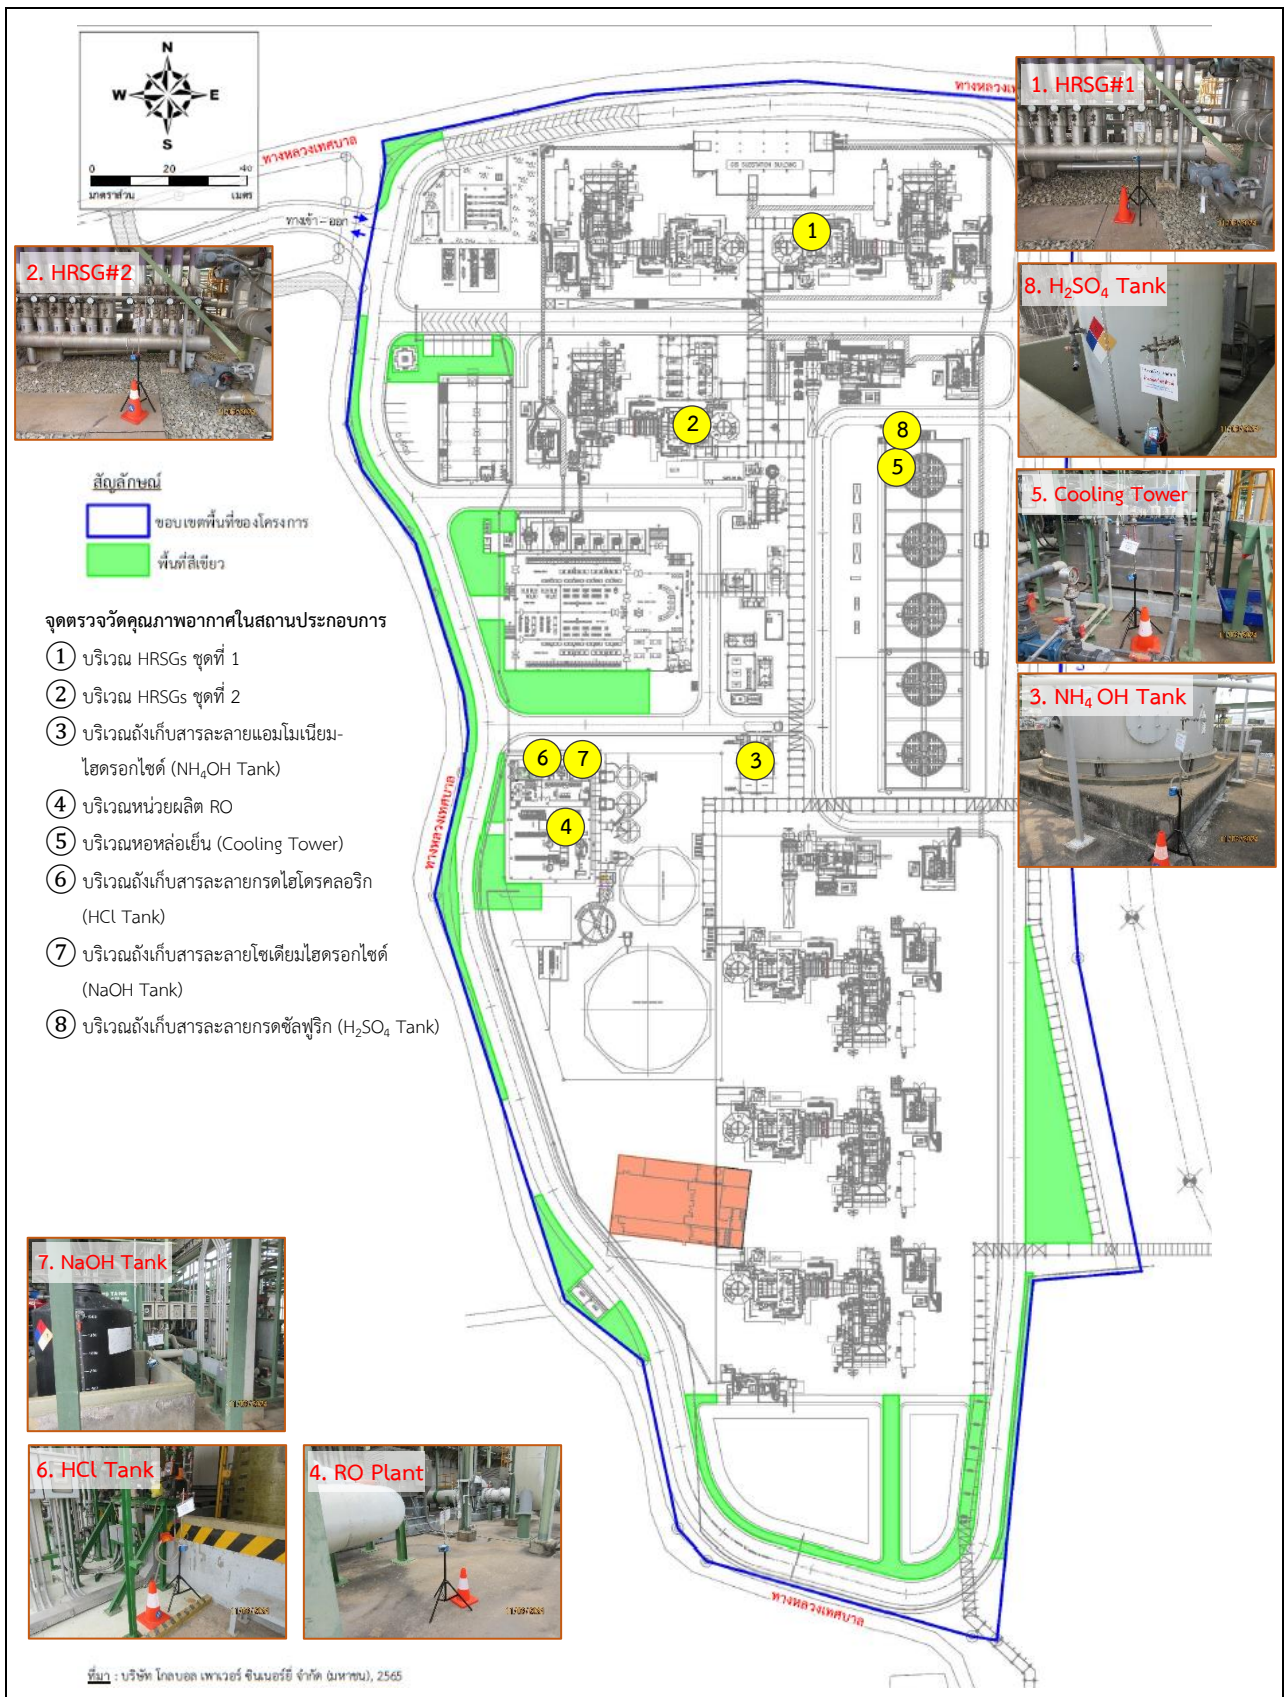 N
W E
S
0 20 40
มาตราส่วน เมตร
ทางหลวงเทศบาล
ทางหลวงเทศบาล
ทางเข้า – ออก
GIS SUBSTATION BUILDING
1. HRSG#1
2. HRSG#2
8. H₂SO₄ Tank
5. Cooling Tower
3. NH₄ OH Tank
1
2
8
5
3
6
7
4
สัญลักษณ์
ขอบเขตพื้นที่ของโครงการ
พื้นที่สีเขียว
จุดตรวจวัดคุณภาพอากาศในสถานประกอบการ
1 บริเวณ HRSGs ชุดที่ 1
2 บริเวณ HRSGs ชุดที่ 2
3 บริเวณถังเก็บสารละลายแอมโมเนียม-
ไฮดรอกไซด์ (NH₄OH Tank)
4 บริเวณหน่วยผลิต RO
5 บริเวณหอหล่อเย็น (Cooling Tower)
6 บริเวณถังเก็บสารละลายกรดไฮโดรคลอริก
(HCl Tank)
7 บริเวณถังเก็บสารละลายโซเดียมไฮดรอกไซด์
(NaOH Tank)
8 บริเวณถังเก็บสารละลายกรดซัลฟูริก (H₂SO₄ Tank)
ทางหลวงเทศบาล
7. NaOH Tank
6. HCl Tank
4. RO Plant
11/09/2024
ทางหลวงเทศบาล
ที่มา : บริษัท โกลบอล เพาเวอร์ ซินเนอร์ยี่ จำกัด (มหาชน), 2565